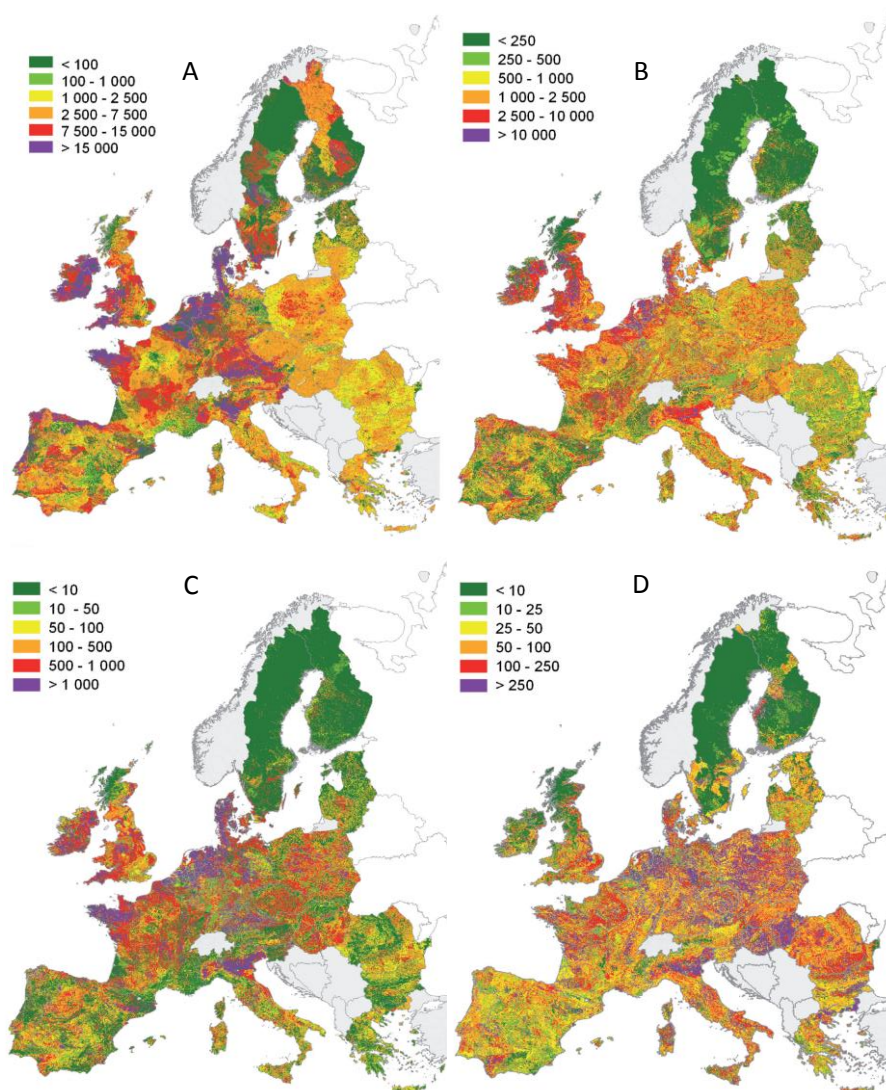 A
< 100
100 - 1 000
1 000 - 2 500
2 500 - 7 500
7 500 - 15 000
> 15 000
B
< 250
250 - 500
500 - 1 000
1 000 - 2 500
2 500 - 10 000
> 10 000
C
< 10
10 - 50
50 - 100
100 - 500
500 - 1 000
> 1 000
D
< 10
10 - 25
25 - 50
50 - 100
100 - 250
> 250